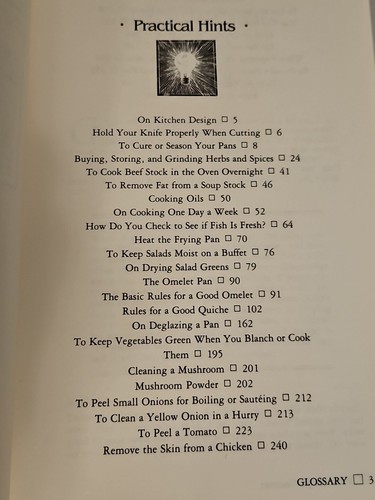 · Practical Hints ·
On Kitchen Design □ 5
Hold Your Knife Properly When Cutting □ 6
To Cure or Season Your Pans □ 8
Buying, Storing, and Grinding Herbs and Spices □ 24
To Cook Beef Stock in the Oven Overnight □ 41
To Remove Fat from a Soup Stock □ 46
Cooking Oils □ 50
On Cooking One Day a Week □ 52
How Do You Check to See if Fish Is Fresh? □ 64
Heat the Frying Pan □ 70
To Keep Salads Moist on a Buffet □ 76
On Drying Salad Greens □ 79
The Omelet Pan □ 90
The Basic Rules for a Good Omelet □ 91
Rules for a Good Quiche □ 102
On Deglazing a Pan □ 162
To Keep Vegetables Green When You Blanch or Cook
Them □ 195
Cleaning a Mushroom □ 201
Mushroom Powder □ 202
To Peel Small Onions for Boiling or Sautéing □ 212
To Clean a Yellow Onion in a Hurry □ 213
To Peel a Tomato □ 223
Remove the Skin from a Chicken □ 240
GLOSSARY □ 3